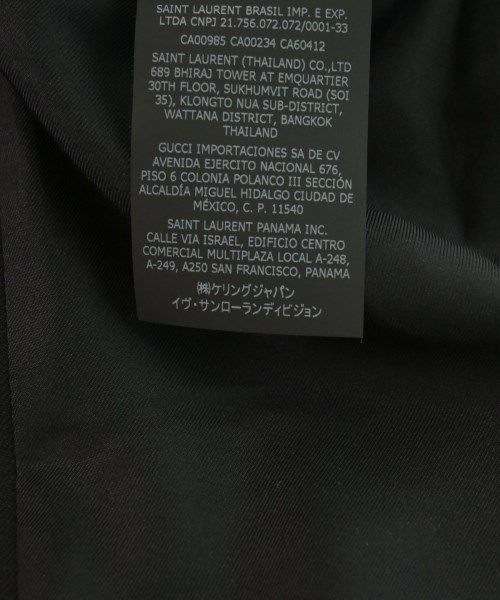 SAINT LAURENT BRASIL IMP. E EXP.
LTDA CNPJ 21.756.072.072/0001-33
CA00985 CA00234 CA60412
SAINT LAURENT (THAILAND) CO.,LTD
689 BHIRAJ TOWER AT EMQUARTIER
30TH FLOOR, SUKHUMVIT ROAD (SOI
35), KLONGTO NUA SUB-DISTRICT,
WATTANA DISTRICT, BANGKOK
THAILAND
GUCCI IMPORTACIONES SA DE CV
AVENIDA EJERCITO NACIONAL 676,
PISO 6 COLONIA POLANCO III SECCIÓN
ALCALDÍA MIGUEL HIDALGO CIUDAD DE
MÉXICO, C. P. 11540
SAINT LAURENT PANAMA INC.
CALLE VIA ISRAEL, EDIFICIO CENTRO
COMERCIAL MULTIPLAZA LOCAL A-248,
A-249, A250 SAN FRANCISCO, PANAMA
㈱ケリングジャパン
イヴ・サンローランディビジョン